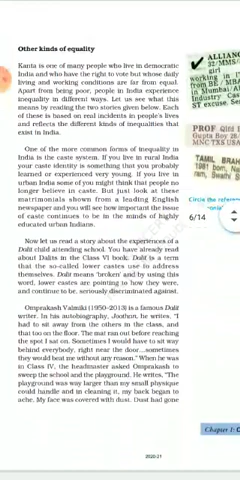 Other kinds of equality
Kanta is one of many people who live in democratic
India and who have the right to vote but whose daily
living and working conditions are far from equal.
Apart from being poor, people in India experience
inequality in different ways. Let us see what this
means by reading the two stories given below. Each
of these is based on real incidents in people's lives
and reflects the different kinds of inequalities that
exist in India.
One of the more common forms of inequality in
India is the caste system. If you live in rural India
your caste identity is something that you probably
learned or experienced very young. If you live in
urban India some of you might think that people no
longer believe in caste. But just look at these
matrimonials shown from a leading English
newspaper and you will see how important the issue
of caste continues to be in the minds of highly
educated urban Indians.
Now let us read a story about the experiences of a
Dalit child attending school. You have already read
about Dalits in the Class VI book. Dalit is a term
that the so-called lower castes use to address
themselves. Dalit means 'broken' and by using this
word, lower castes are pointing to how they were,
and continue to be, seriously discriminated against.
Omprakash Valmiki (1950–2013) is a famous Dalit
writer. In his autobiography, Joothan, he writes, "I
had to sit away from the others in the class, and
that too on the floor. The mat ran out before reaching
the spot I sat on. Sometimes I would have to sit
way behind everybody, right near the door…sometimes
they would beat me without any reason." When he was
in Class IV, the headmaster asked Omprakash to
sweep the school and the playground. He writes, "The
playground was way larger than my small physique
could handle and in cleaning it, my back began to
ache. My face was covered with dust. Dust had gone
ALLIANC
32/MMS/
girl
working in IT
from BE / MBA
in Mumbai/A
Industry Cas
ST excuse. Se
PROF Qlfd B
Gupta Boy 28/
MNC TXS USA
TAMIL BRAH
1981 born, Na
ram, Swathi S
Circle the referen
6/14
Chapter 1: O
2020-21